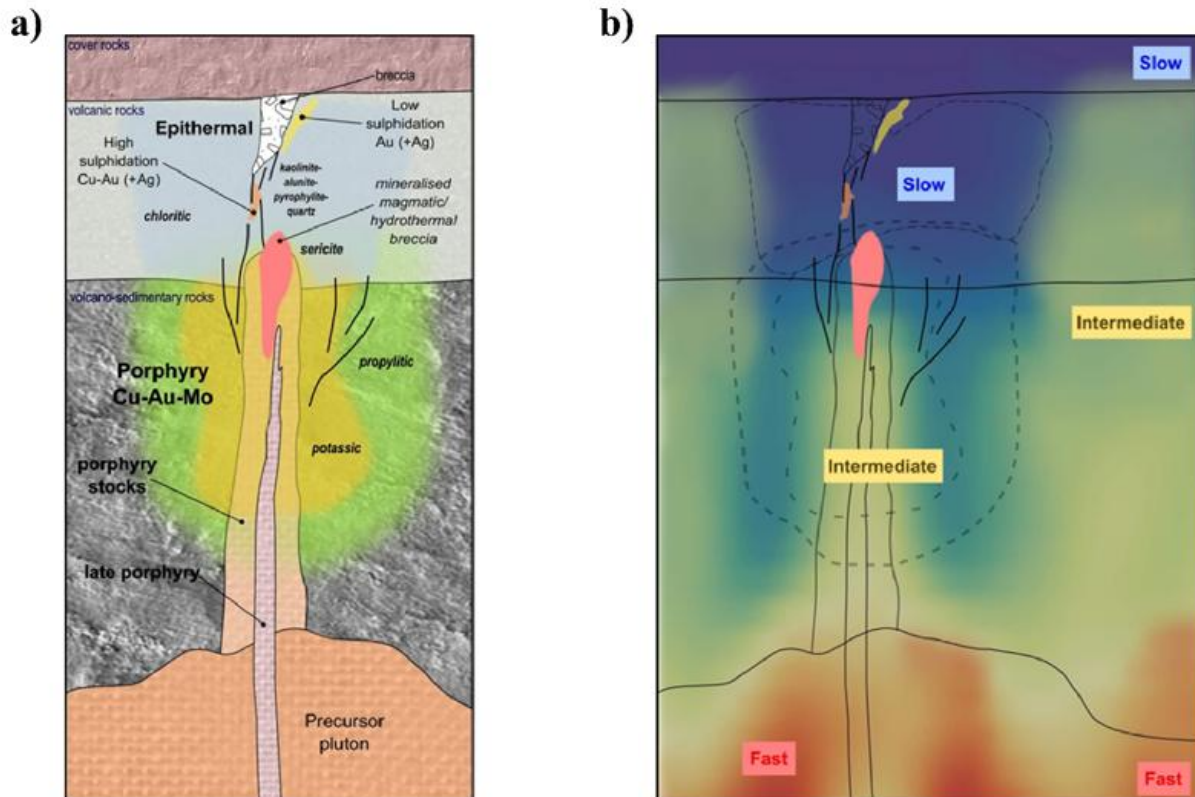 a)
cover rocks
breccia
volcanic rocks
Epithermal
Low
sulphidation
Au (+Ag)
High
sulphidation
Cu-Au (+Ag)
kaolinite-
alunite-
pyrophylite-
quartz
mineralised
magmatic/
hydrothermal
breccia
chloritic
sericite
volcano-sedimentary rocks
Porphyry
Cu-Au-Mo
propylitic
potassic
porphyry
stocks
late porphyry
Precursor
pluton
b)
Slow
Slow
Intermediate
Intermediate
Fast
Fast